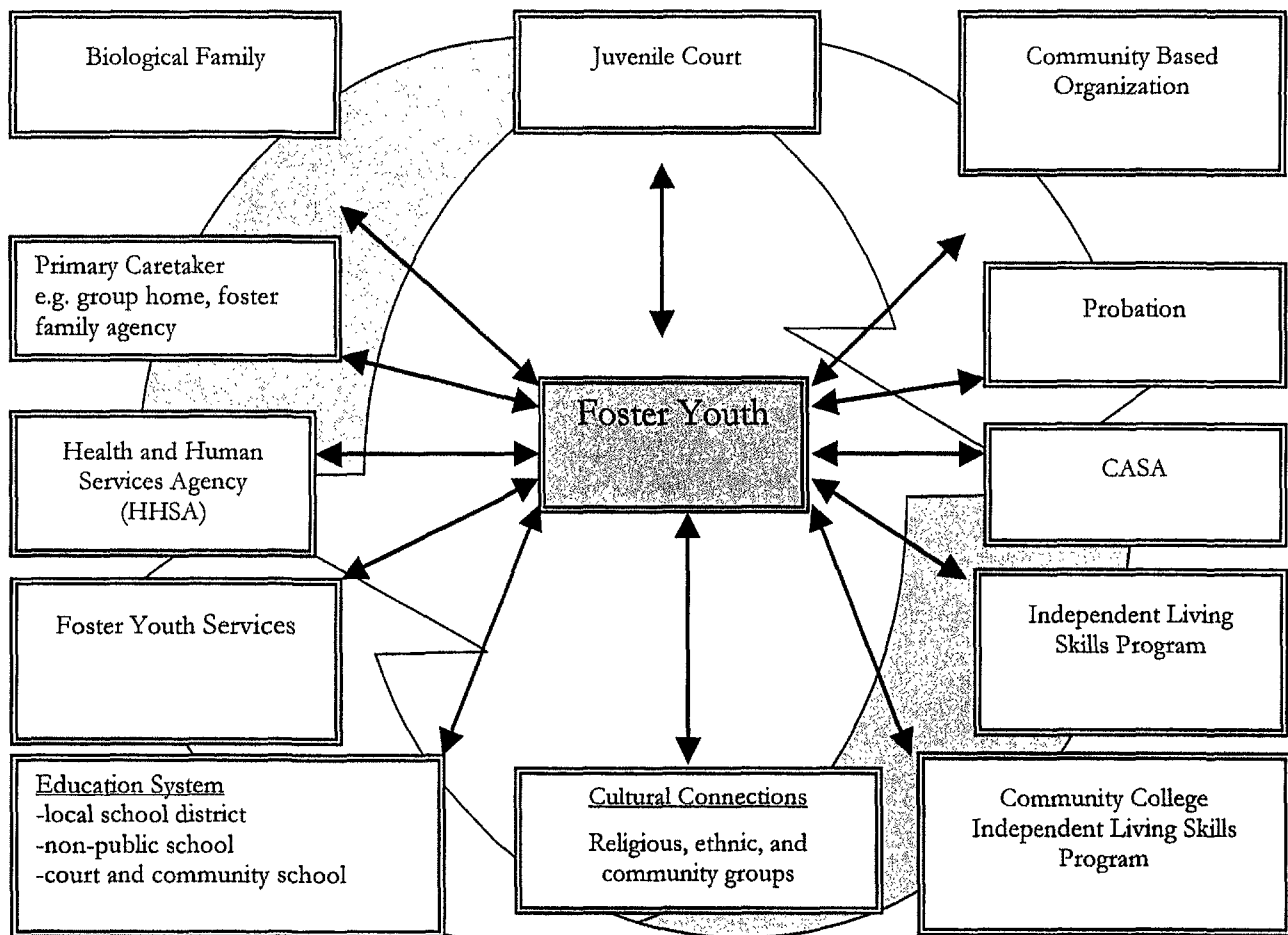 Biological Family
Juvenile Court
Community Based
Organization
Primary Caretaker
e.g. group home, foster
family agency
Probation
Foster Youth
Health and Human
Services Agency
(HHSA)
CASA
Foster Youth Services
Independent Living
Skills Program
Education System
-local school district
-non-public school
-court and community school
Cultural Connections
Religious, ethnic, and
community groups
Community College
Independent Living Skills
Program